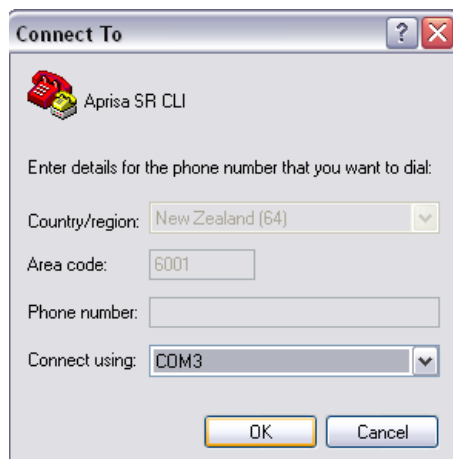 Connect To
Aprisa SR CLI
Enter details for the phone number that you want to dial:
Country/region: New Zealand (64)
Area code: 6001
Phone number:
Connect using: COM3
OK Cancel